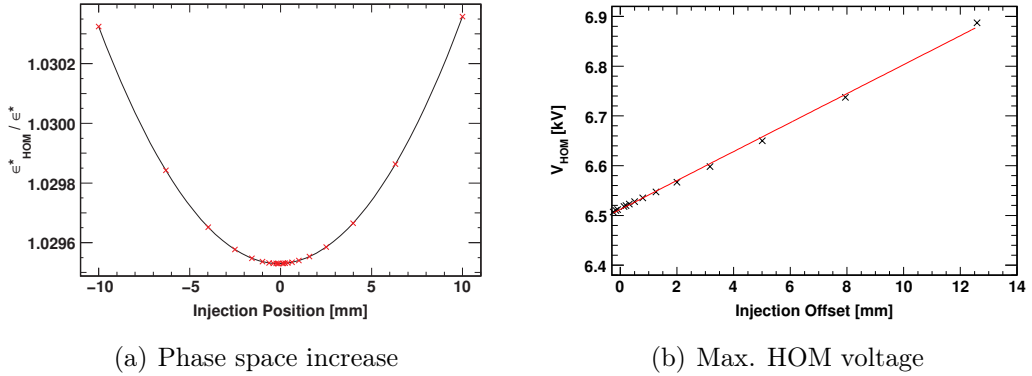 1.0302
1.0300
1.0298
1.0296
ϵ*HOM / ϵ*
−10 −5 0 5 10
Injection Position [mm]
(a) Phase space increase
6.9
6.8
6.7
6.6
6.5
6.4
VHOM [kV]
0 2 4 6 8 10 12 14
Injection Offset [mm]
(b) Max. HOM voltage